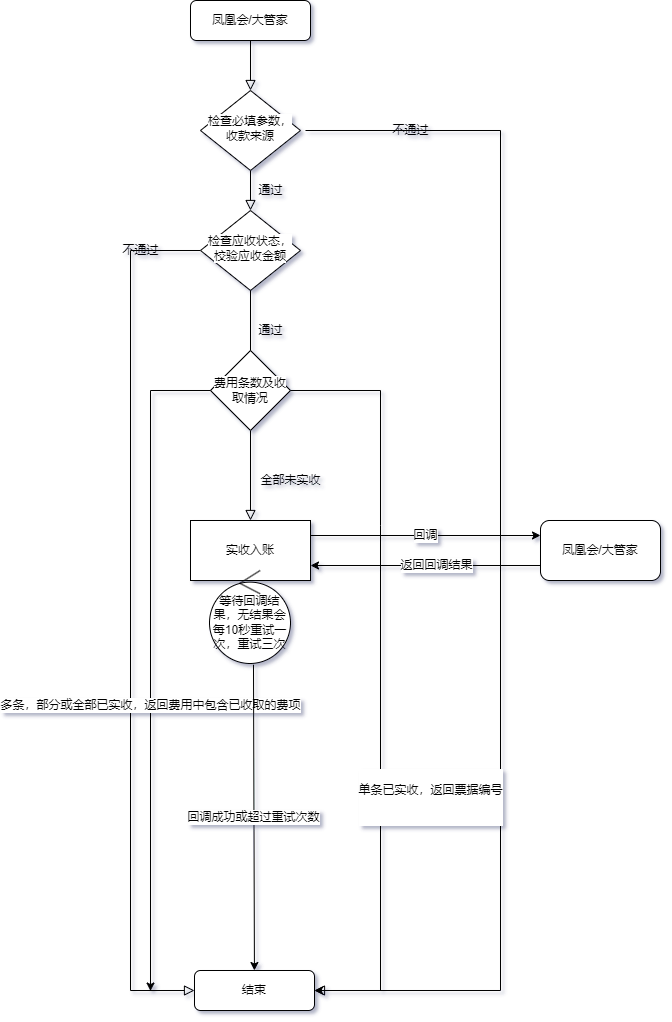 凤凰会/大管家
检查必填参数，
收款来源
不通过
通过
检查应收状态，
校验应收金额
不通过
通过
费用条数及收
取情况
全部未实收
实收入账
回调
返回回调结果
凤凰会/大管家
等待回调结
果，无结果会
每10秒重试一
次，重试三次
多条，部分或全部已实收，返回费用中包含已收取的费项
单条已实收，返回票据编号
回调成功或超过重试次数
结束